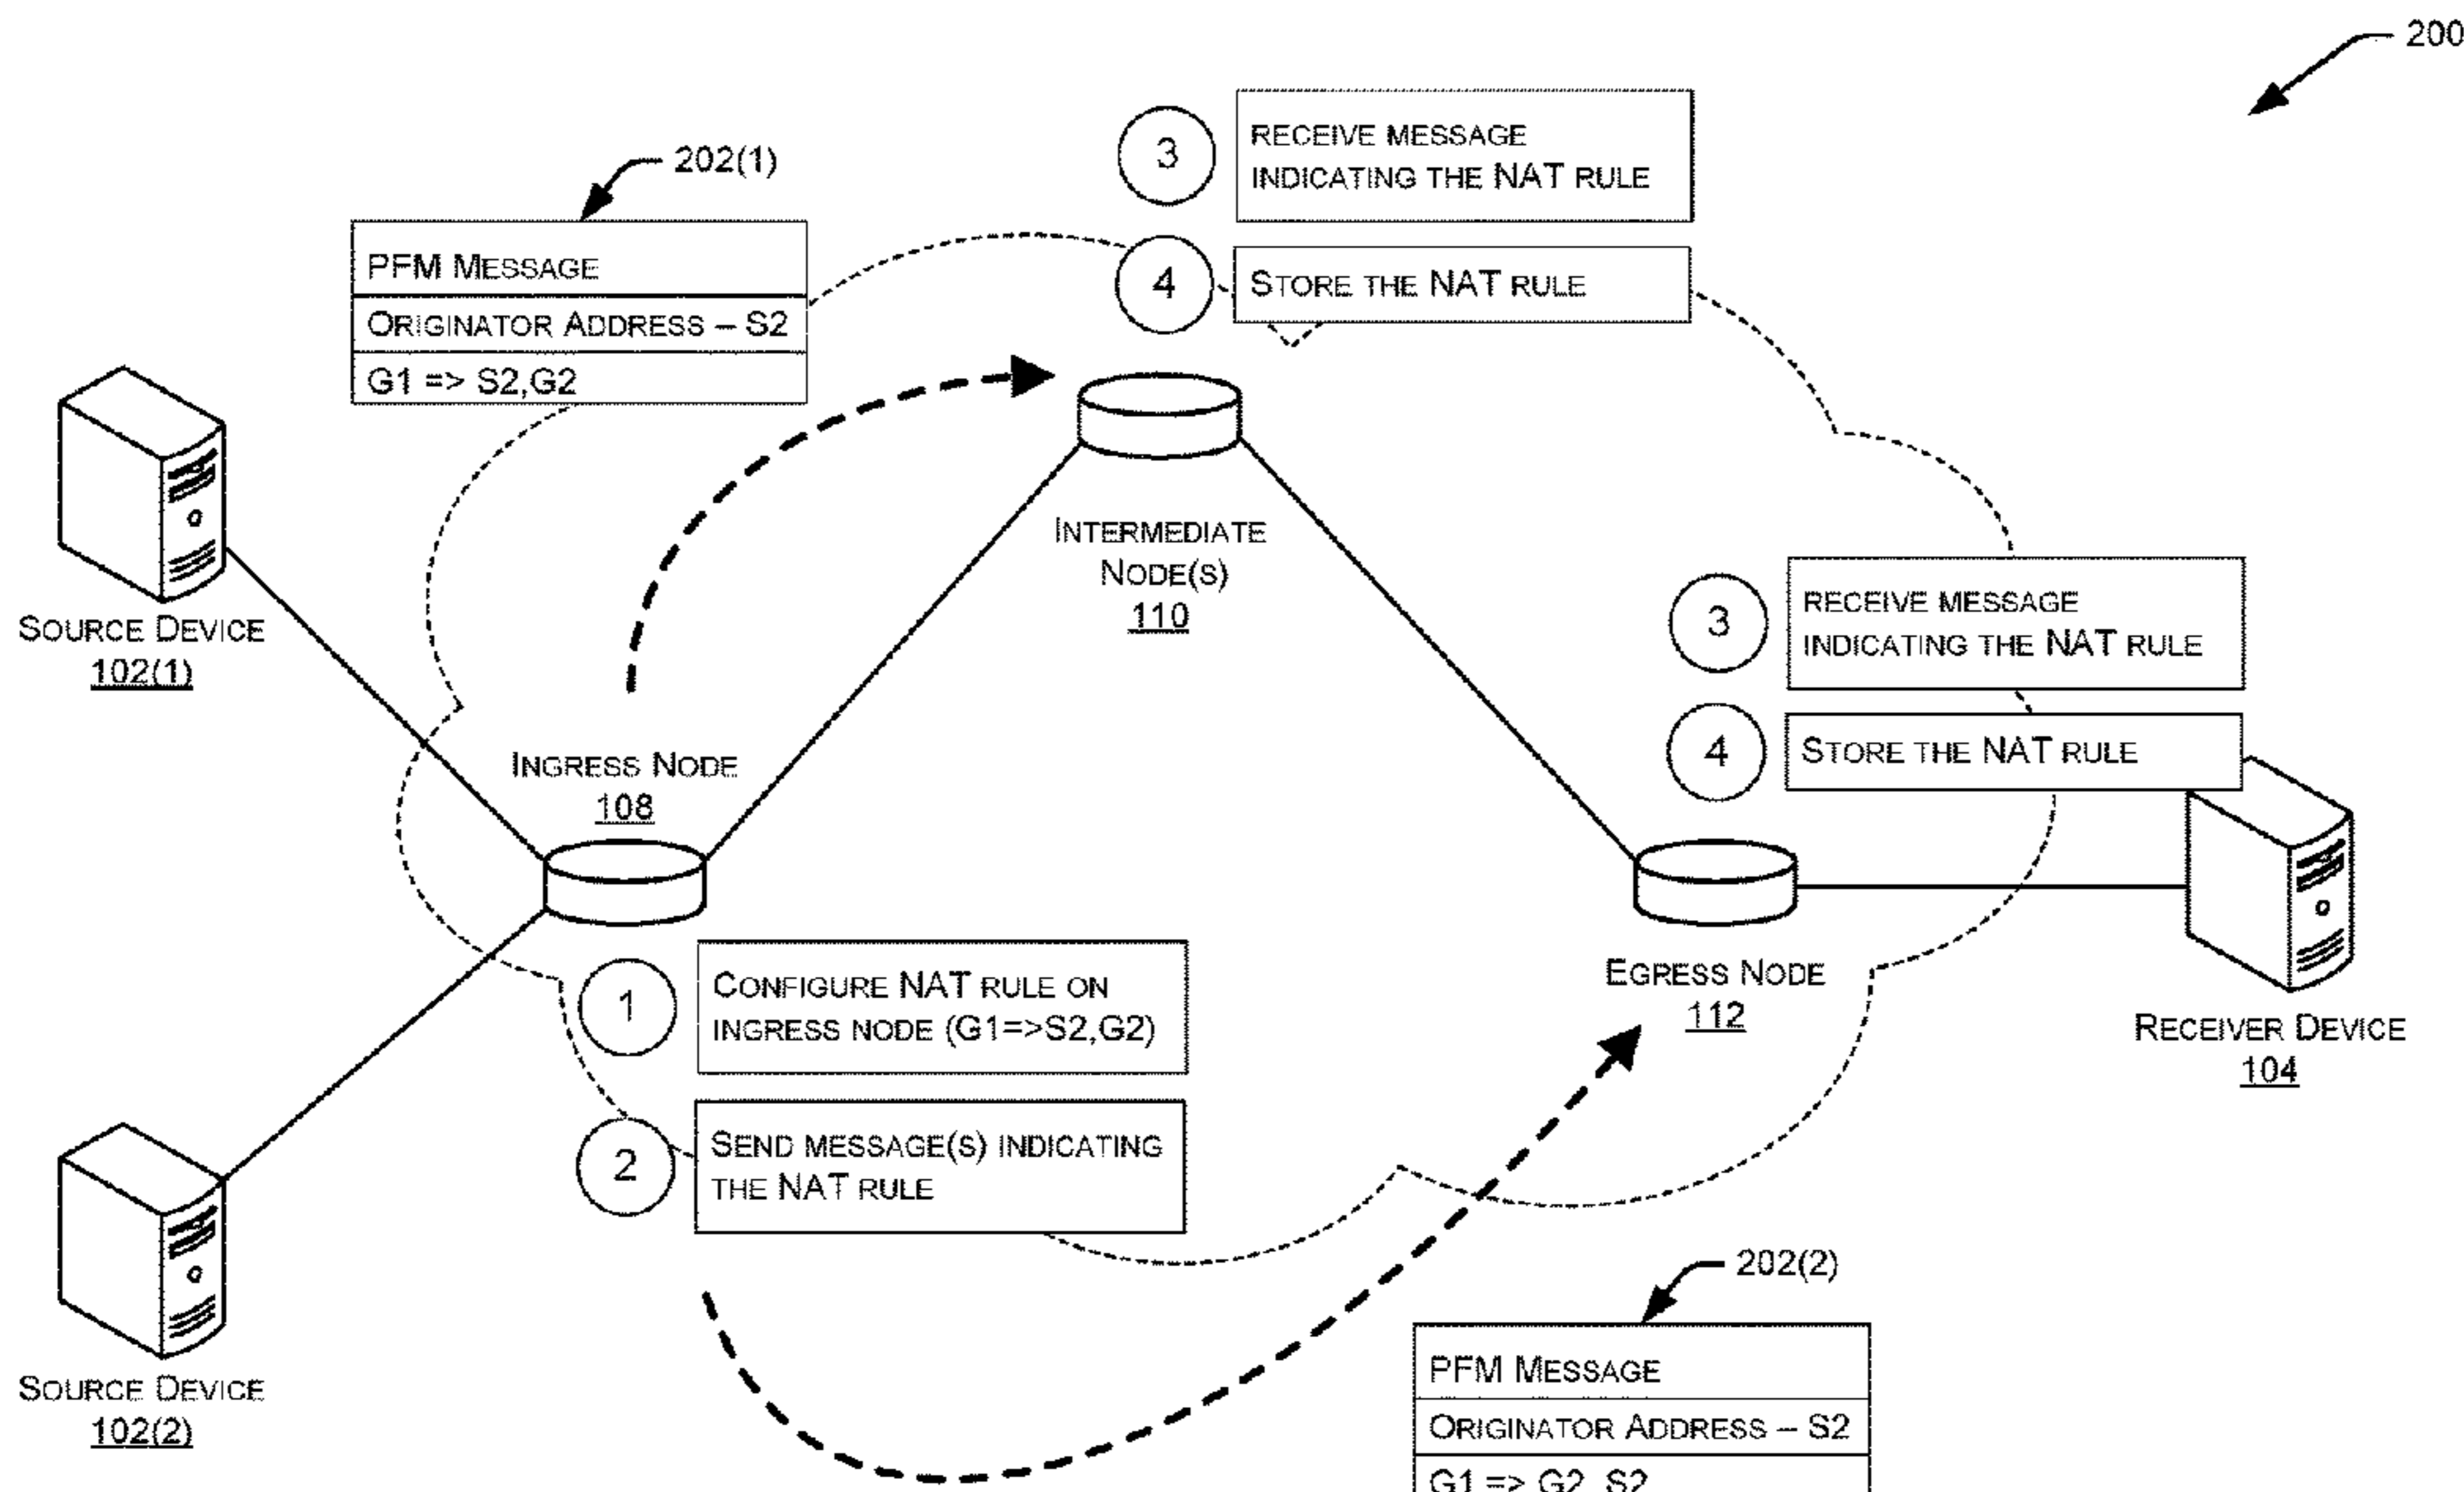 200
202(1)
PFM MESSAGE
ORIGINATOR ADDRESS – S2
G1 => S2,G2
3
RECEIVE MESSAGE
INDICATING THE NAT RULE
4
STORE THE NAT RULE
INTERMEDIATE
NODE(S)
110
SOURCE DEVICE
102(1)
INGRESS NODE
108
3
RECEIVE MESSAGE
INDICATING THE NAT RULE
4
STORE THE NAT RULE
1
CONFIGURE NAT RULE ON
INGRESS NODE (G1=>S2,G2)
2
SEND MESSAGE(S) INDICATING
THE NAT RULE
EGRESS NODE
112
RECEIVER DEVICE
104
SOURCE DEVICE
102(2)
202(2)
PFM MESSAGE
ORIGINATOR ADDRESS – S2
G1 => G2, S2